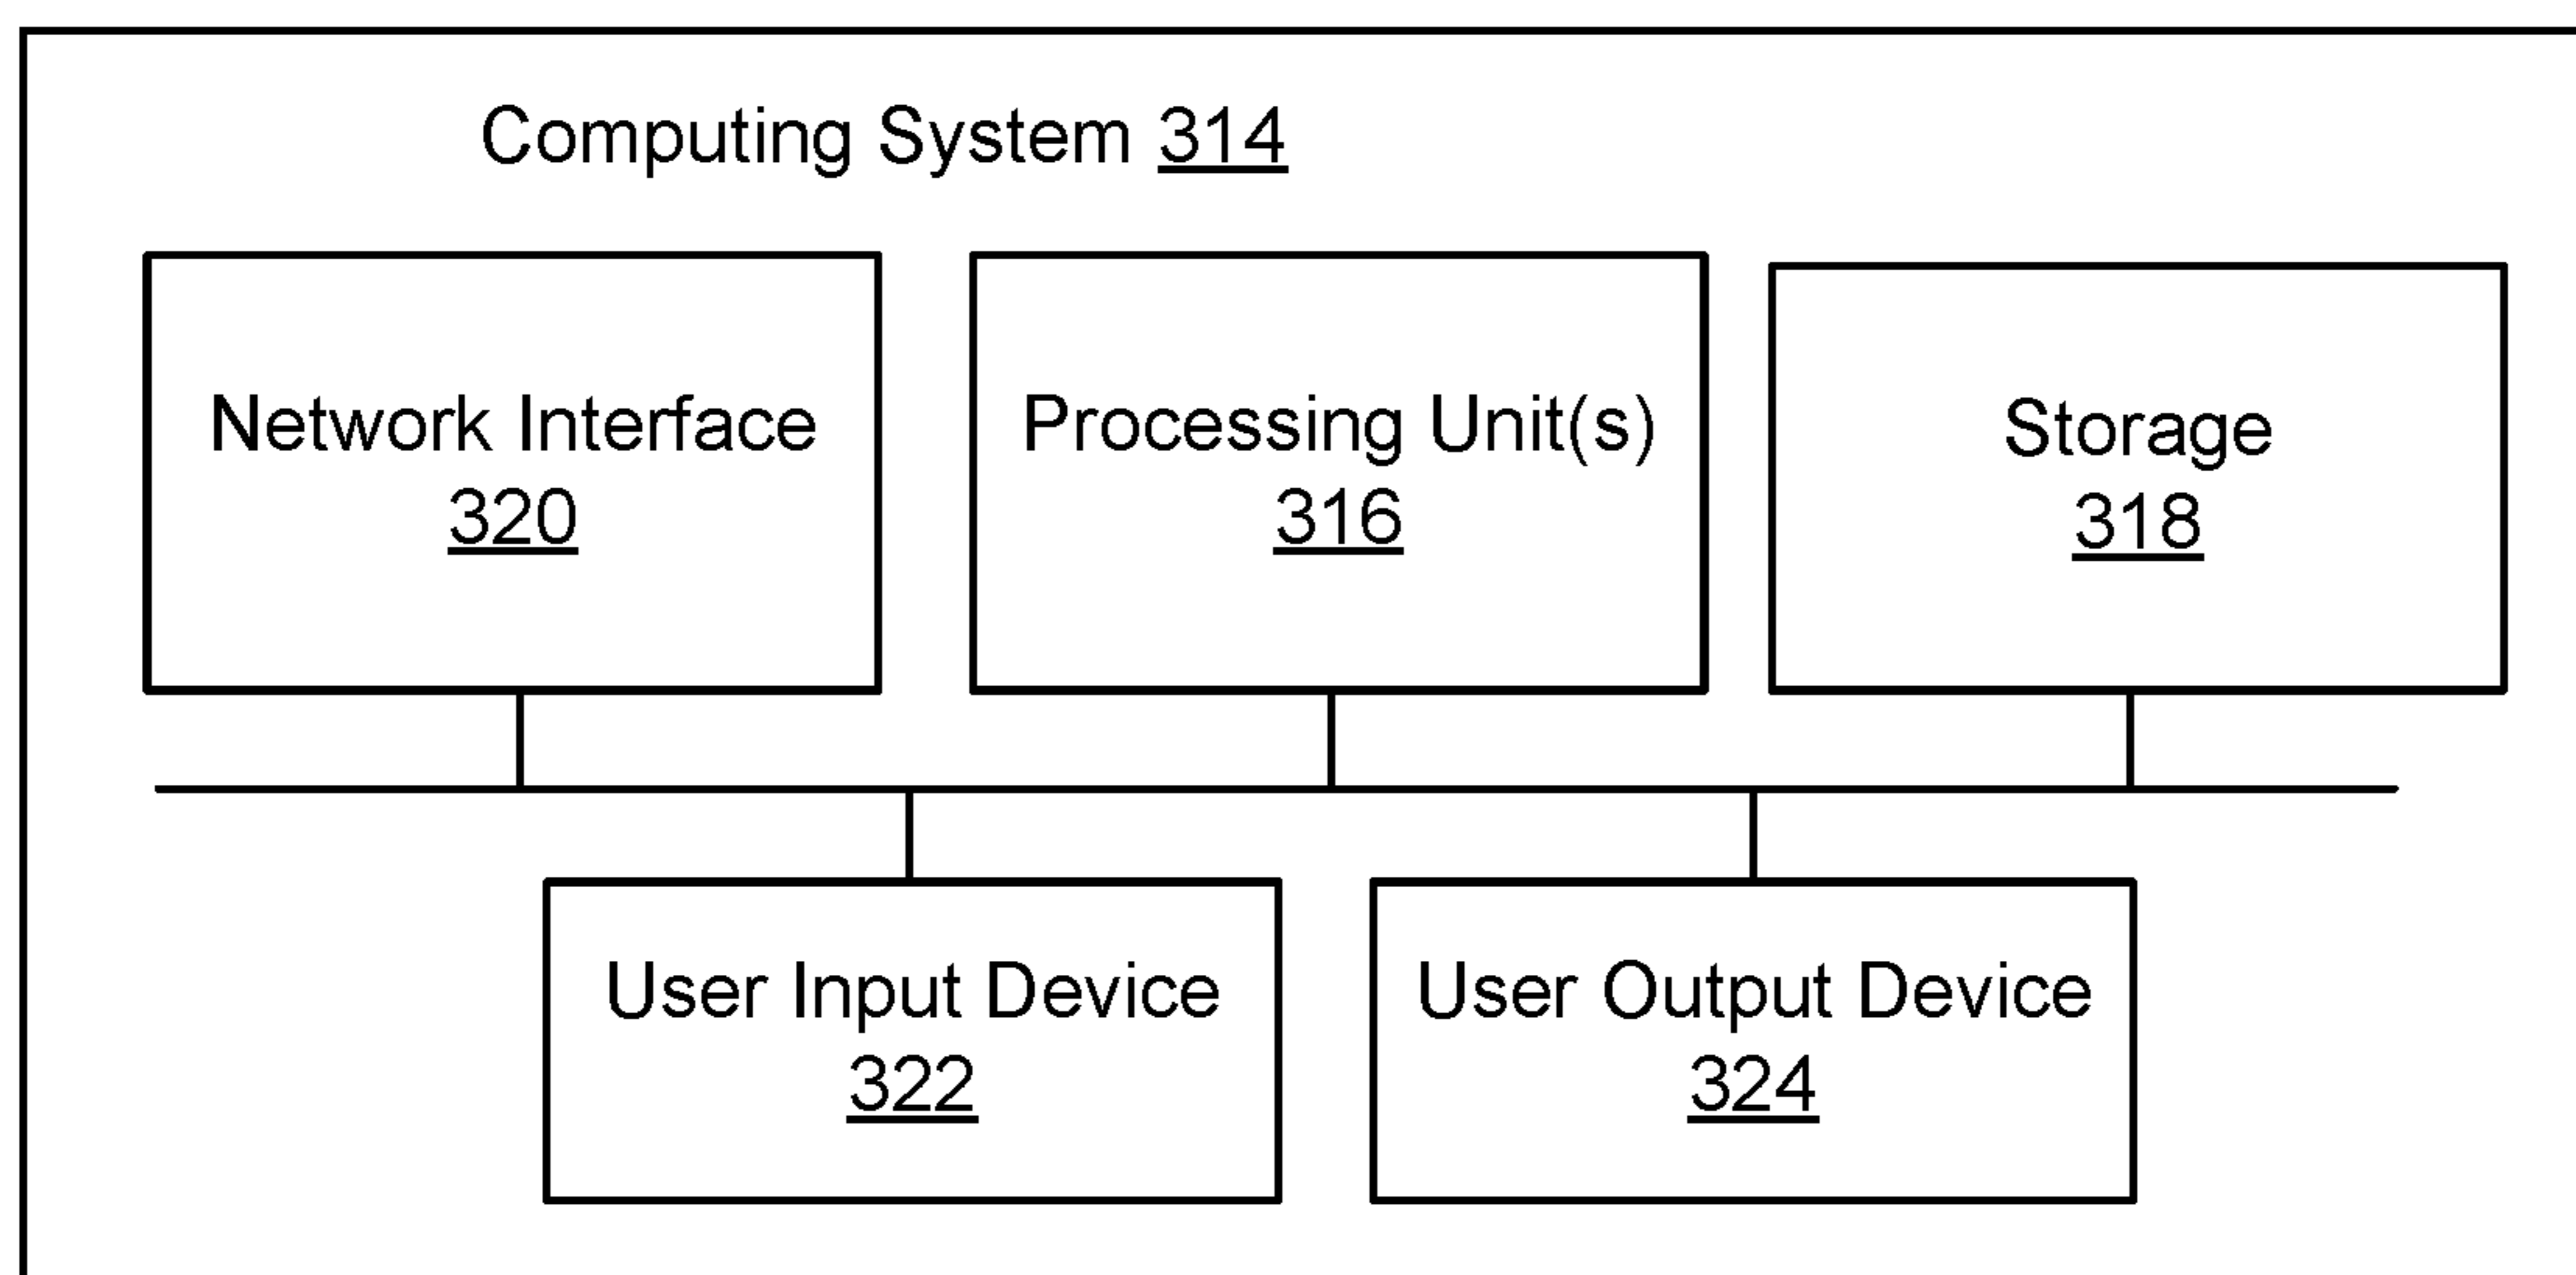 Computing System 314
Network Interface
320
Processing Unit(s)
316
Storage
318
User Input Device
322
User Output Device
324